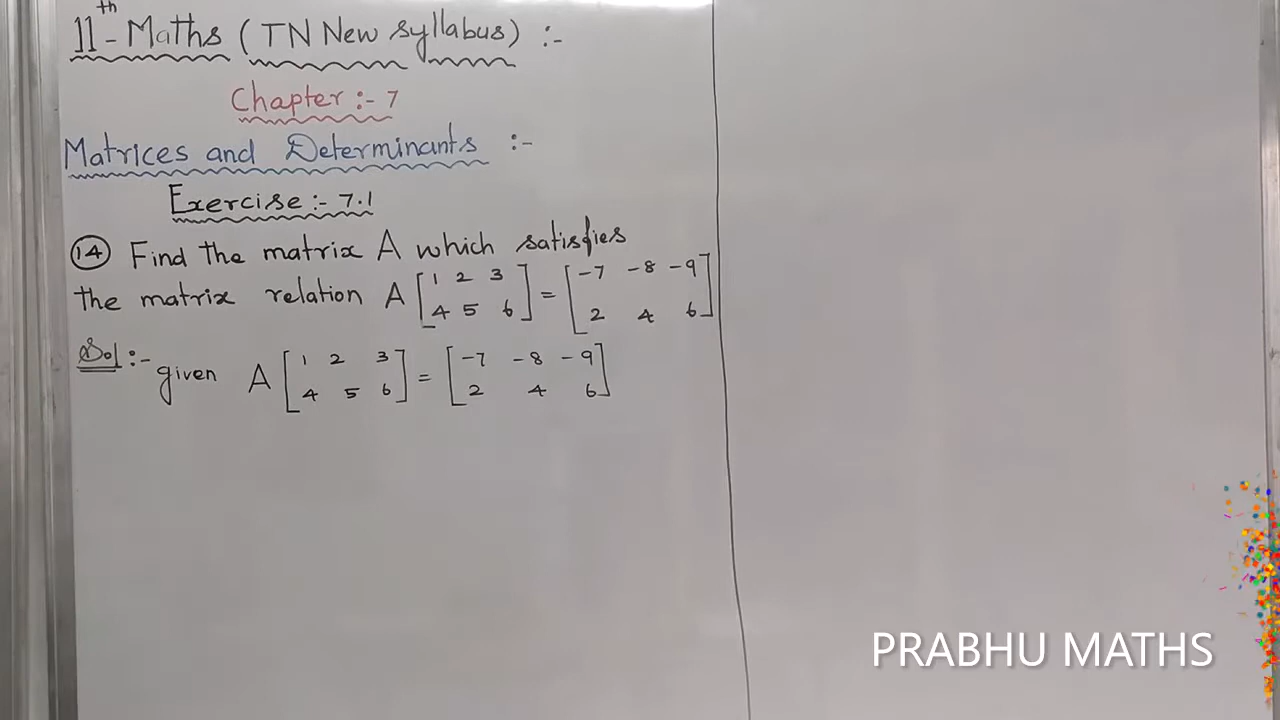 11th - Maths (TN New Syllabus) :-
Chapter :- 7
Matrices and Determinants :-
Exercise :- 7.1
14 Find the matrix A which satisfies
the matrix relation A [1 2 3 4 5 6] = [-7 -8 -9 2 4 6]
Sol :- given A [1 2 3 4 5 6] = [-7 -8 -9 2 4 6]
PRABHU MATHS